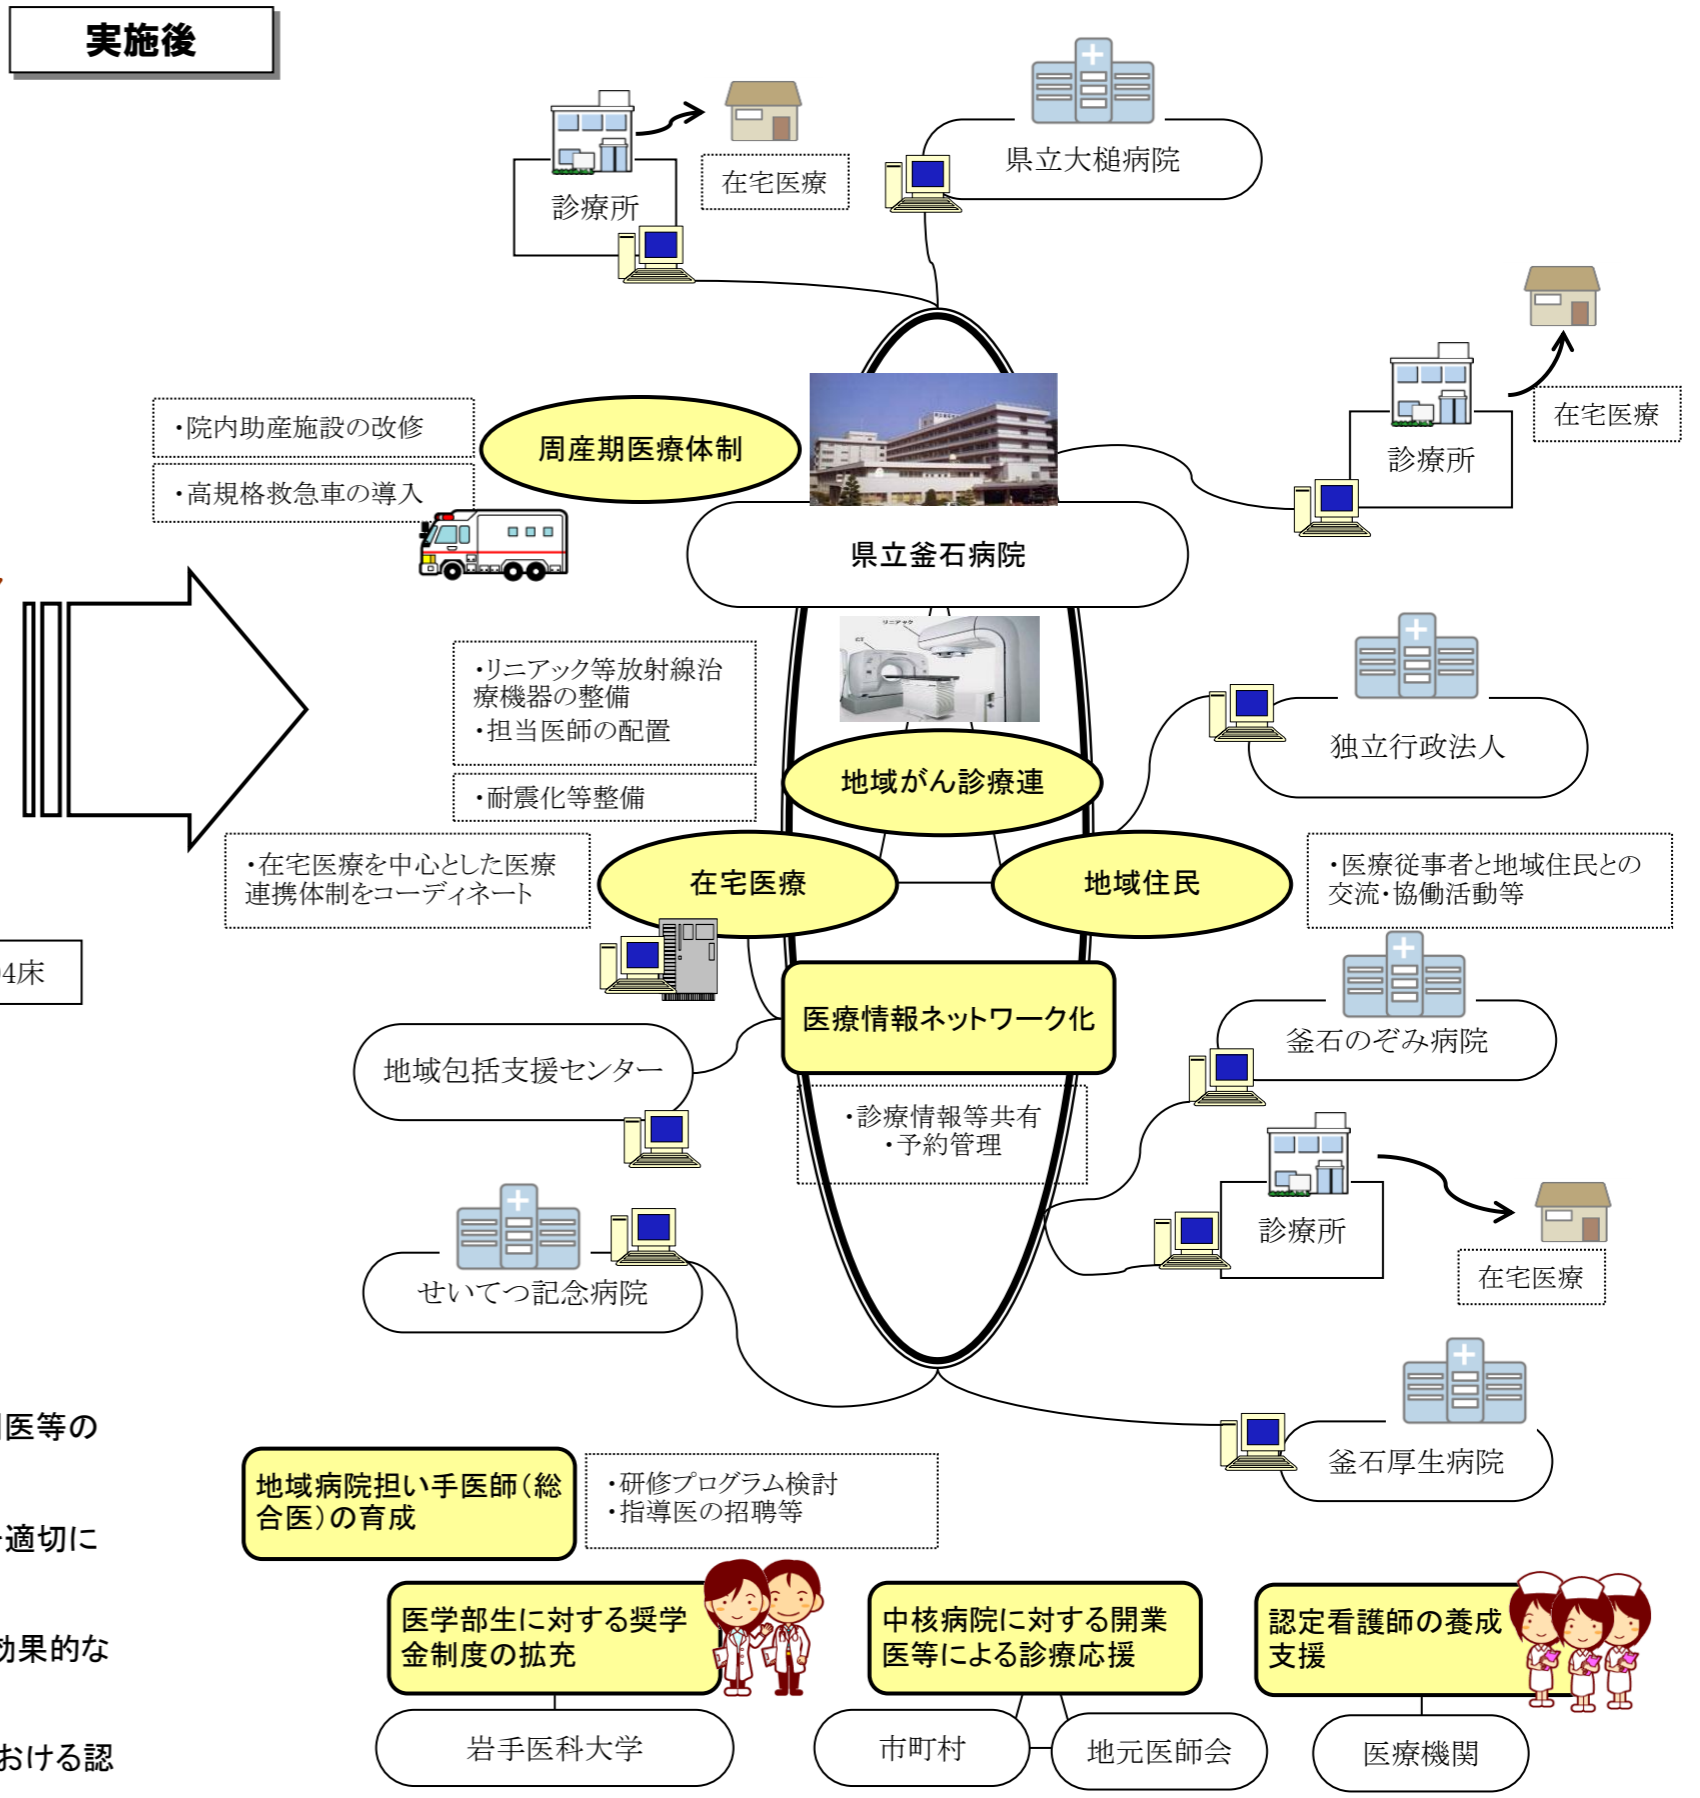 実施後
県立大槌病院
在宅医療
診療所
在宅医療
診療所
・院内助産施設の改修
周産期医療体制
・高規格救急車の導入
県立釜石病院
リニアック
CT
・リニアック等放射線治
療機器の整備
・担当医師の配置
独立行政法人
地域がん診療連
・耐震化等整備
・在宅医療を中心とした医療
連携体制をコーディネート
在宅医療
地域住民
・医療従事者と地域住民との
交流・協働活動等
4床
医療情報ネットワーク化
釜石のぞみ病院
地域包括支援センター
・診療情報等共有
・予約管理
診療所
在宅医療
せいてつ記念病院
医等の
釜石厚生病院
地域病院担い手医師（総
合医）の育成
・研修プログラム検討
・指導医の招聘等
適切に
医学部生に対する奨学
金制度の拡充
中核病院に対する開業
医等による診療応援
認定看護師の養成
支援
効果的な
岩手医科大学
市町村
地元医師会
医療機関
おける認